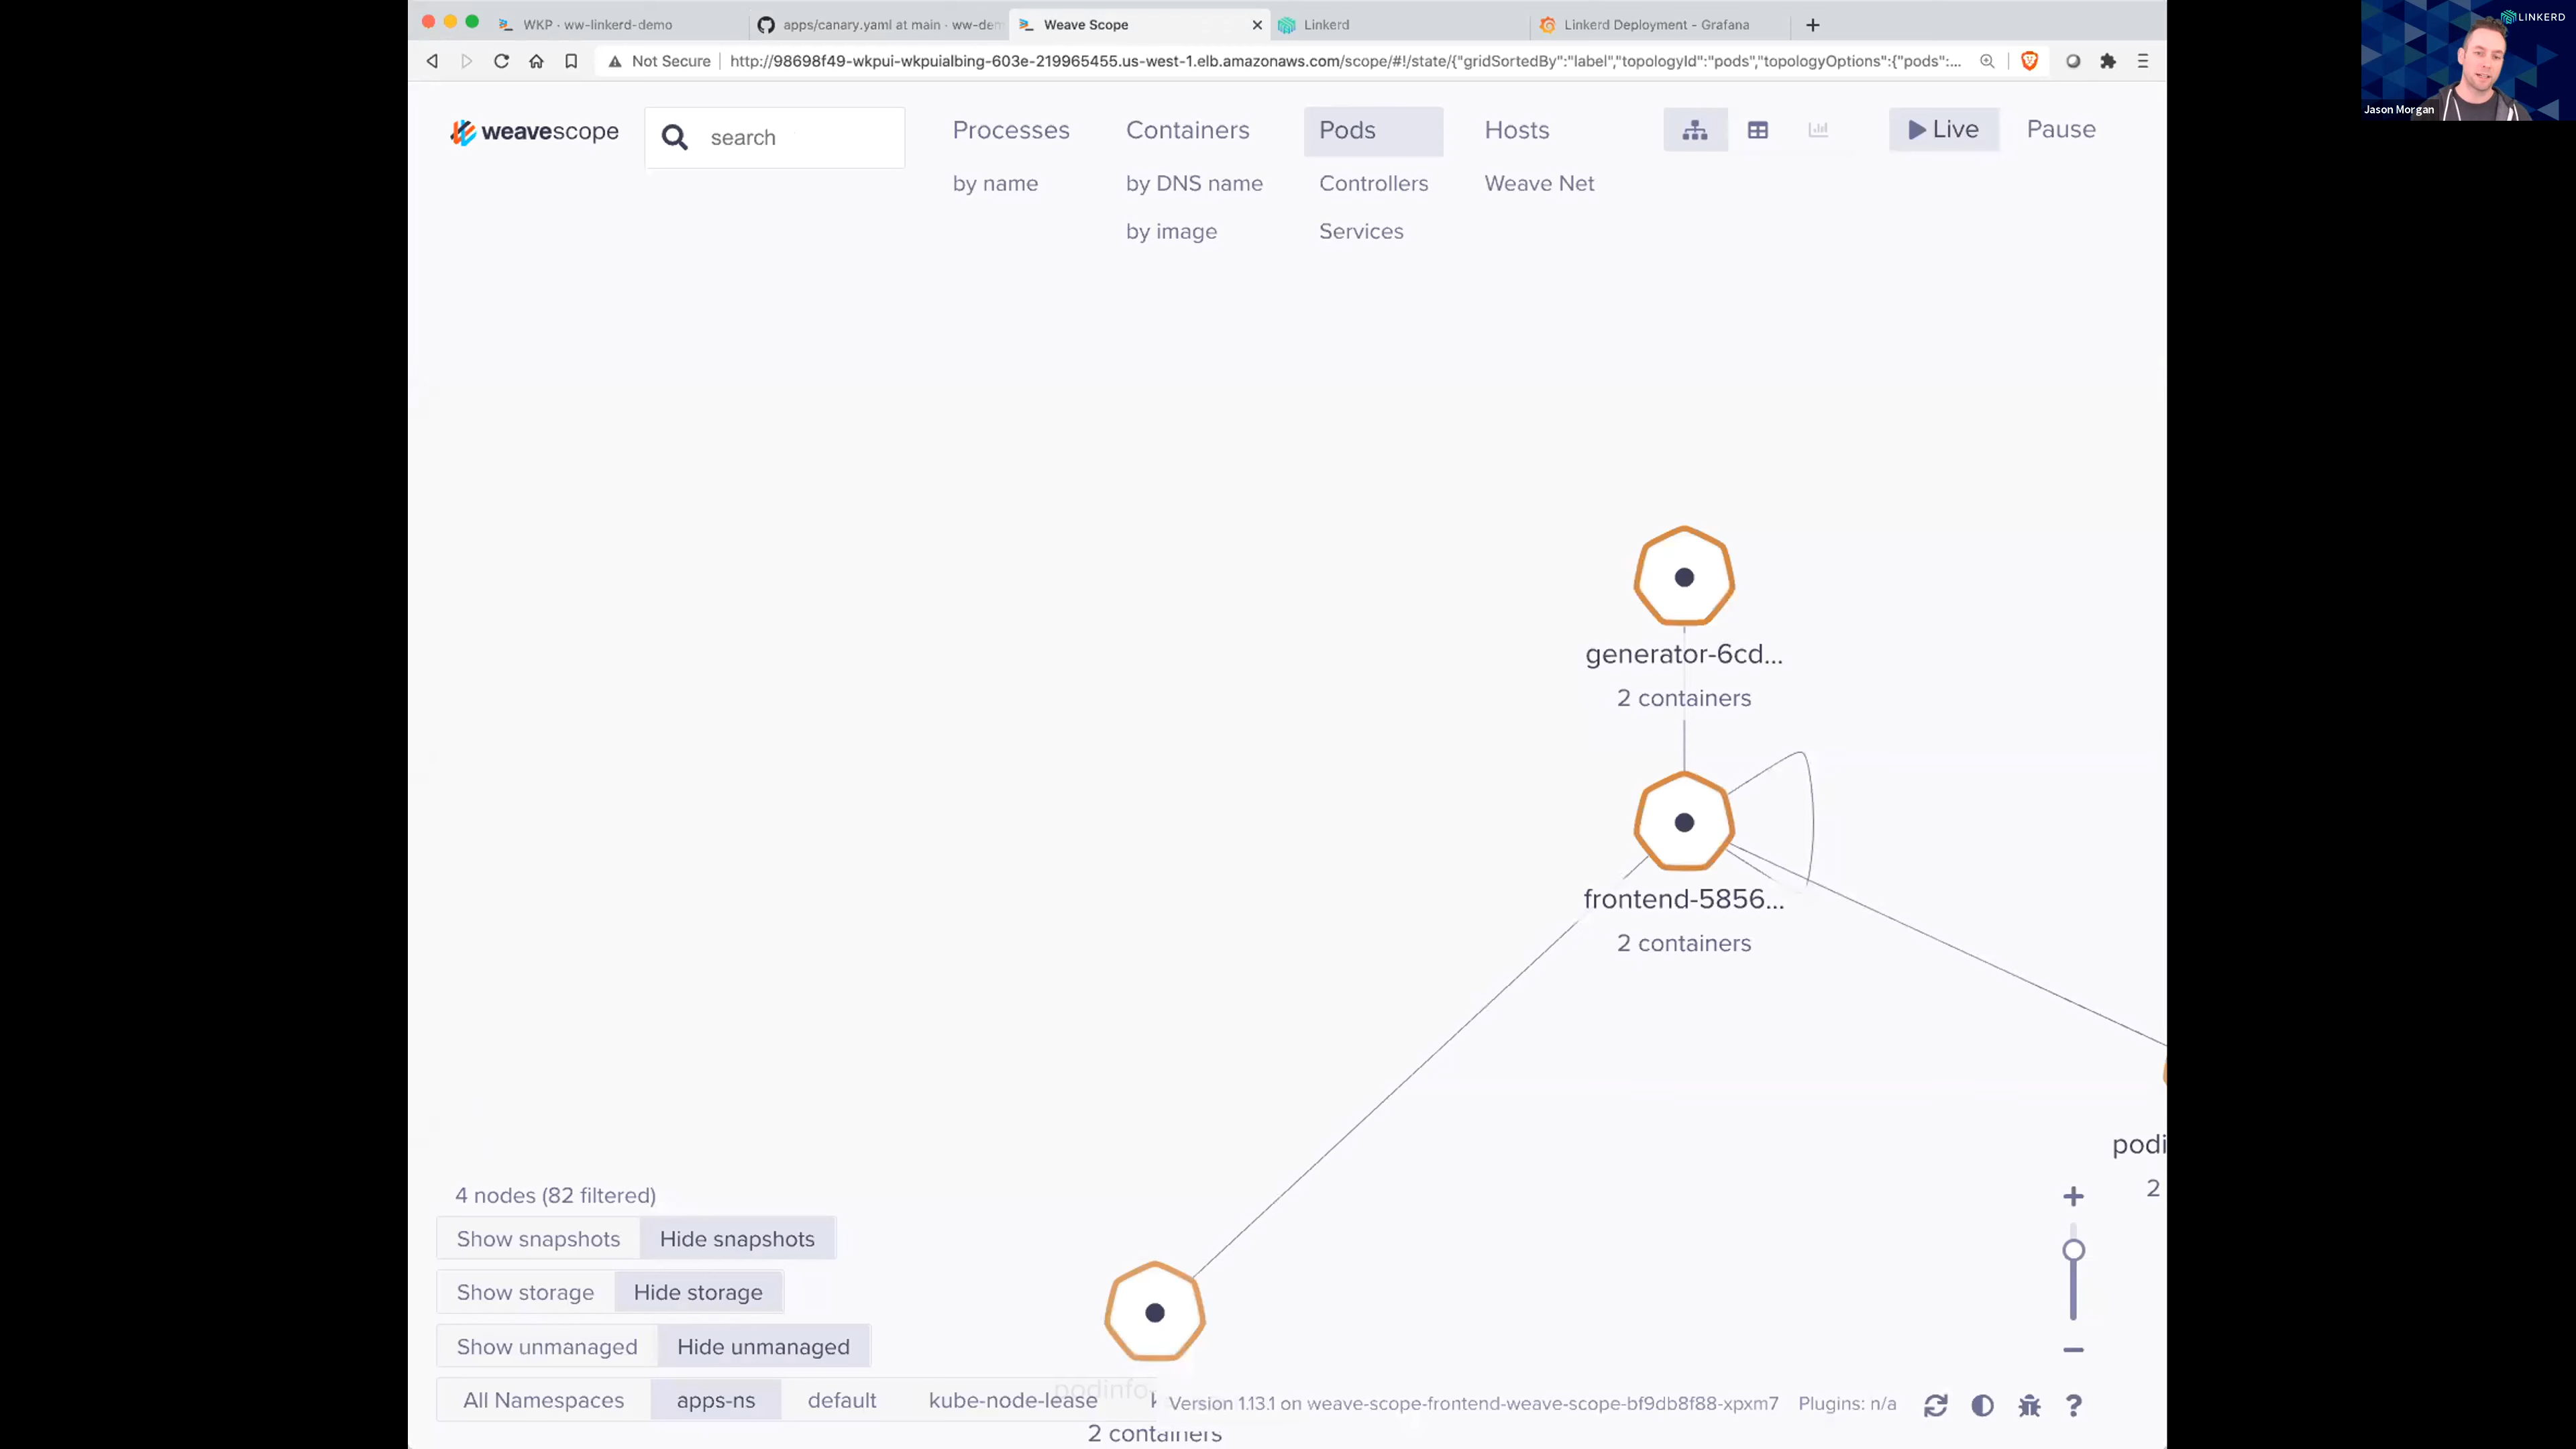 WKP · ww-linkerd-demo
apps/canary.yaml at main · ww-dem
Weave Scope
Linkerd
Linkerd Deployment - Grafana
Not Secure
http://98698f49-wkpui-wkpuialbing-603e-219965455.us-west-1.elb.amazonaws.com/scope/#!/state/{"gridSortedBy":"label","topologyId":"pods","topologyOptions":{"pods":...
LINKERD
Jason Morgan
weavescope
search
Processes
by name
Containers
by DNS name
by image
Pods
Controllers
Services
Hosts
Weave Net
Live
Pause
generator-6cd...
2 containers
frontend-5856...
2 containers
podi
2
4 nodes (82 filtered)
Show snapshots Hide snapshots
Show storage Hide storage
Show unmanaged Hide unmanaged
All Namespaces apps-ns default kube-node-lease
podinfo-
2 containers
Version 1.13.1 on weave-scope-frontend-weave-scope-bf9db8f88-xpxm7
Plugins: n/a